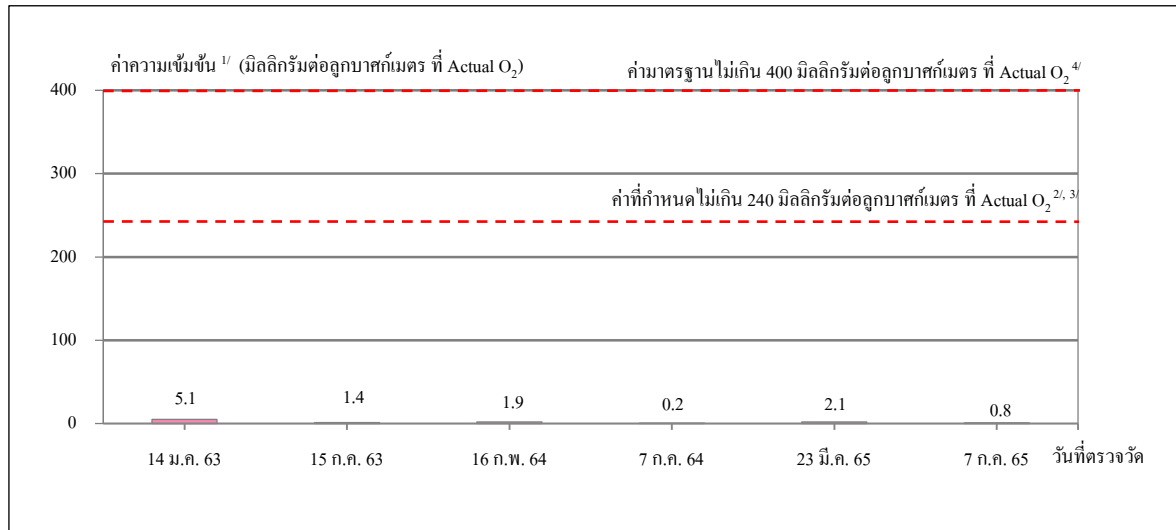 ค่าความเข้มข้น 1/ (มิลลิกรัมต่อลูกบาศก์เมตร ที่ Actual O2)
ค่ามาตรฐานไม่เกิน 400 มิลลิกรัมต่อลูกบาศก์เมตร ที่ Actual O2 4/
400
300
ค่าที่กำหนดไม่เกิน 240 มิลลิกรัมต่อลูกบาศก์เมตร ที่ Actual O2 2/, 3/
200
100
0
5.1 1.4 1.9 0.2 2.1 0.8
14 ม.ค. 63 15 ก.ค. 63 16 ก.พ. 64 7 ก.ค. 64 23 มี.ค. 65 7 ก.ค. 65 วันที่ตรวจวัด